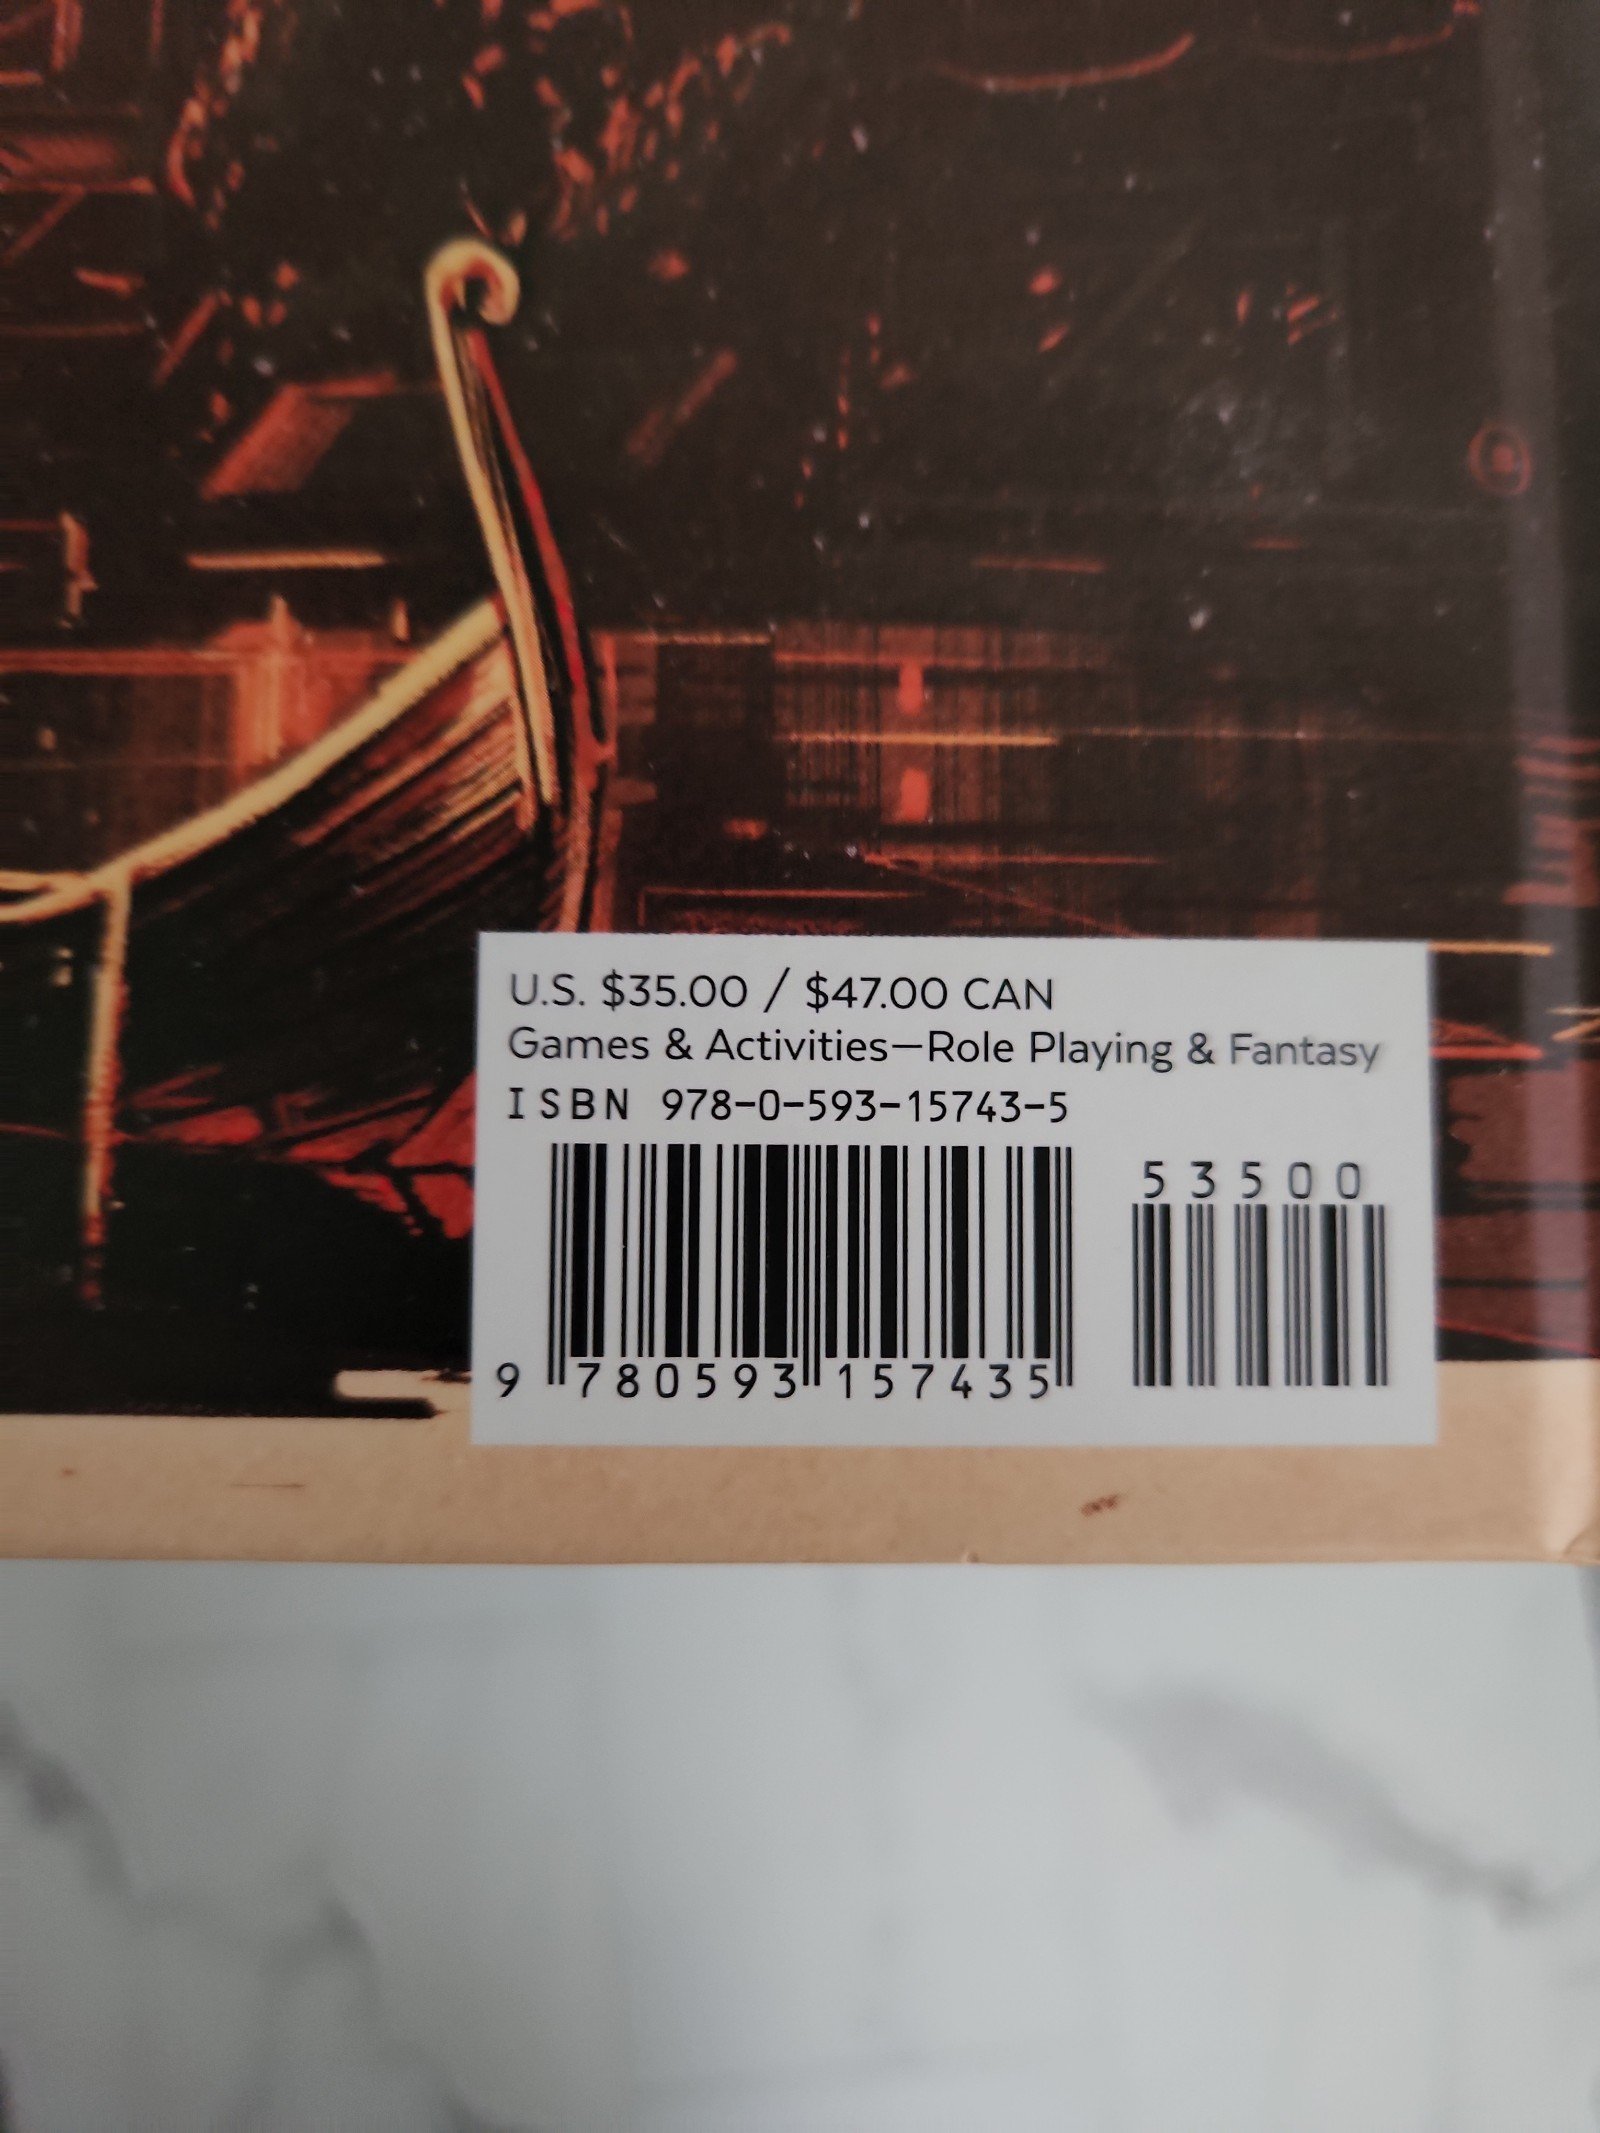 U.S. $35.00 / $47.00 CAN
Games & Activities—Role Playing & Fantasy
ISBN 978-0-593-15743-5
53500
9 780593 157435